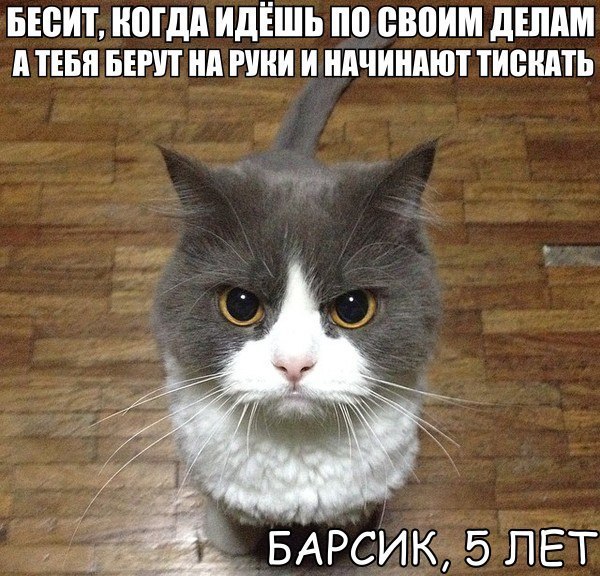 БЕСИТ, КОГДА ИДЁШЬ ПО СВОИМ ДЕЛАМ
А ТЕБЯ БЕРУТ НА РУКИ И НАЧИНАЮТ ТИСКАТЬ
БАРСИК, 5 ЛЕТ